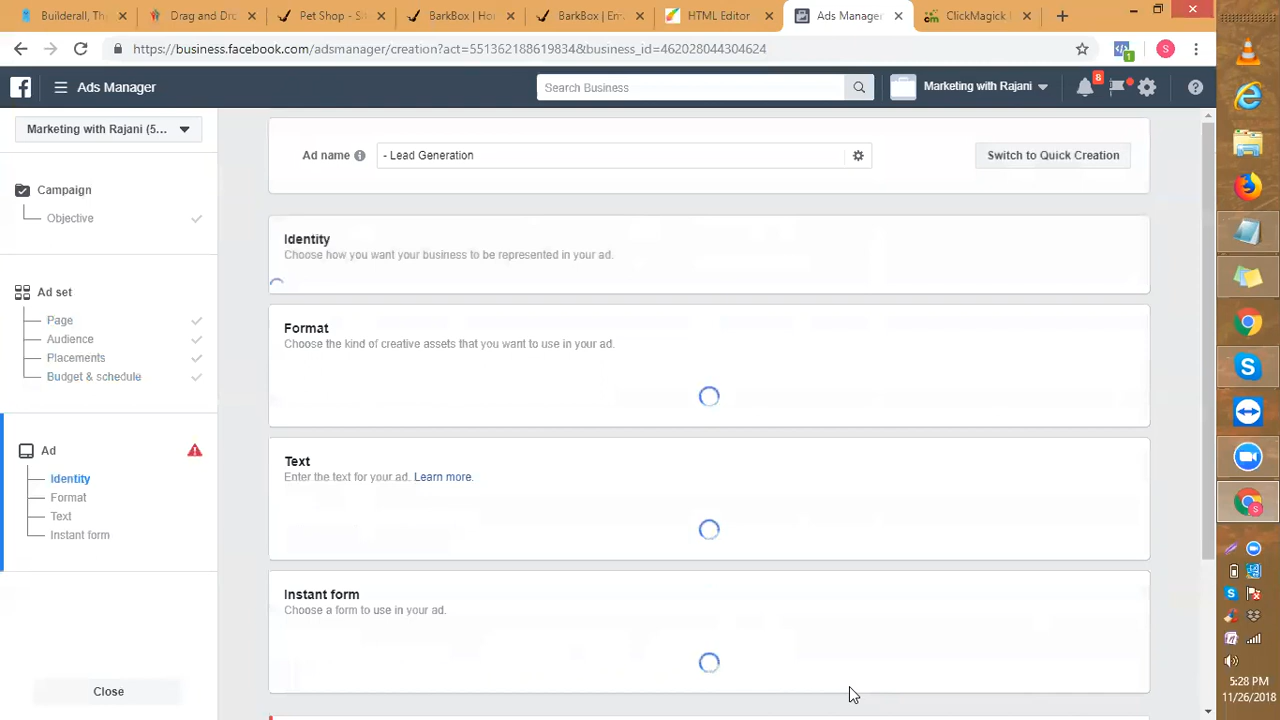 Builderall, Th
Drag and Dro
Pet Shop - Sl
BarkBox | Ho
BarkBox | Em
HTML Editor
Ads Manager
ClickMagick |
https://business.facebook.com/adsmanager/creation?act=551362188619834&business_id=462028044304624
1
S
Ads Manager
Search Business
Marketing with Rajani
8
Marketing with Rajani (5...
Ad name
- Lead Generation
Switch to Quick Creation
Campaign
Objective
Identity
Choose how you want your business to be represented in your ad.
Ad set
Page
Audience
Placements
Budget & schedule
Format
Choose the kind of creative assets that you want to use in your ad.
Ad
Identity
Format
Text
Instant form
Text
Enter the text for your ad. Learn more.
Instant form
Choose a form to use in your ad.
Close
5:28 PM
11/26/2018